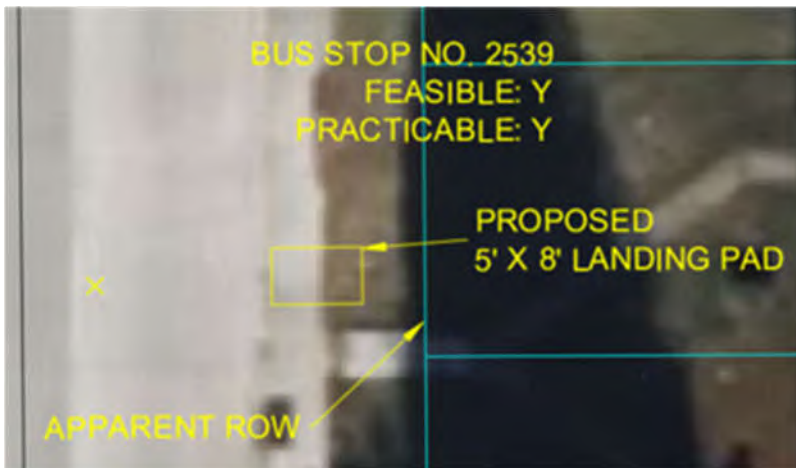 BUS STOP NO. 2539
FEASIBLE: Y
PRACTICABLE: Y
PROPOSED
5' X 8' LANDING PAD
APPARENT ROW